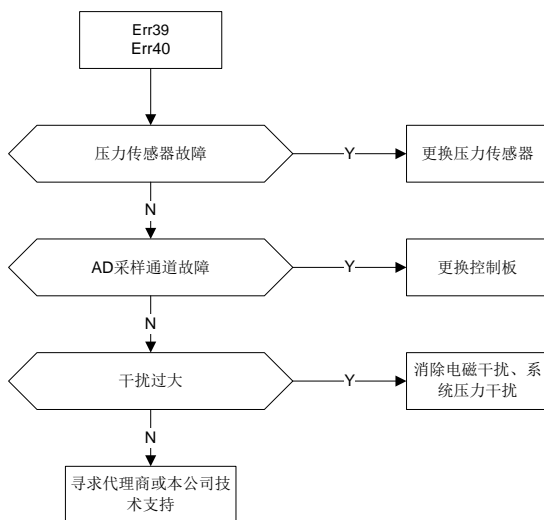 Err39
Err40
压力传感器故障
Y
更换压力传感器
N
AD采样通道故障
Y
更换控制板
N
干扰过大
Y
消除电磁干扰、系
统压力干扰
N
寻求代理商或本公司技
术支持